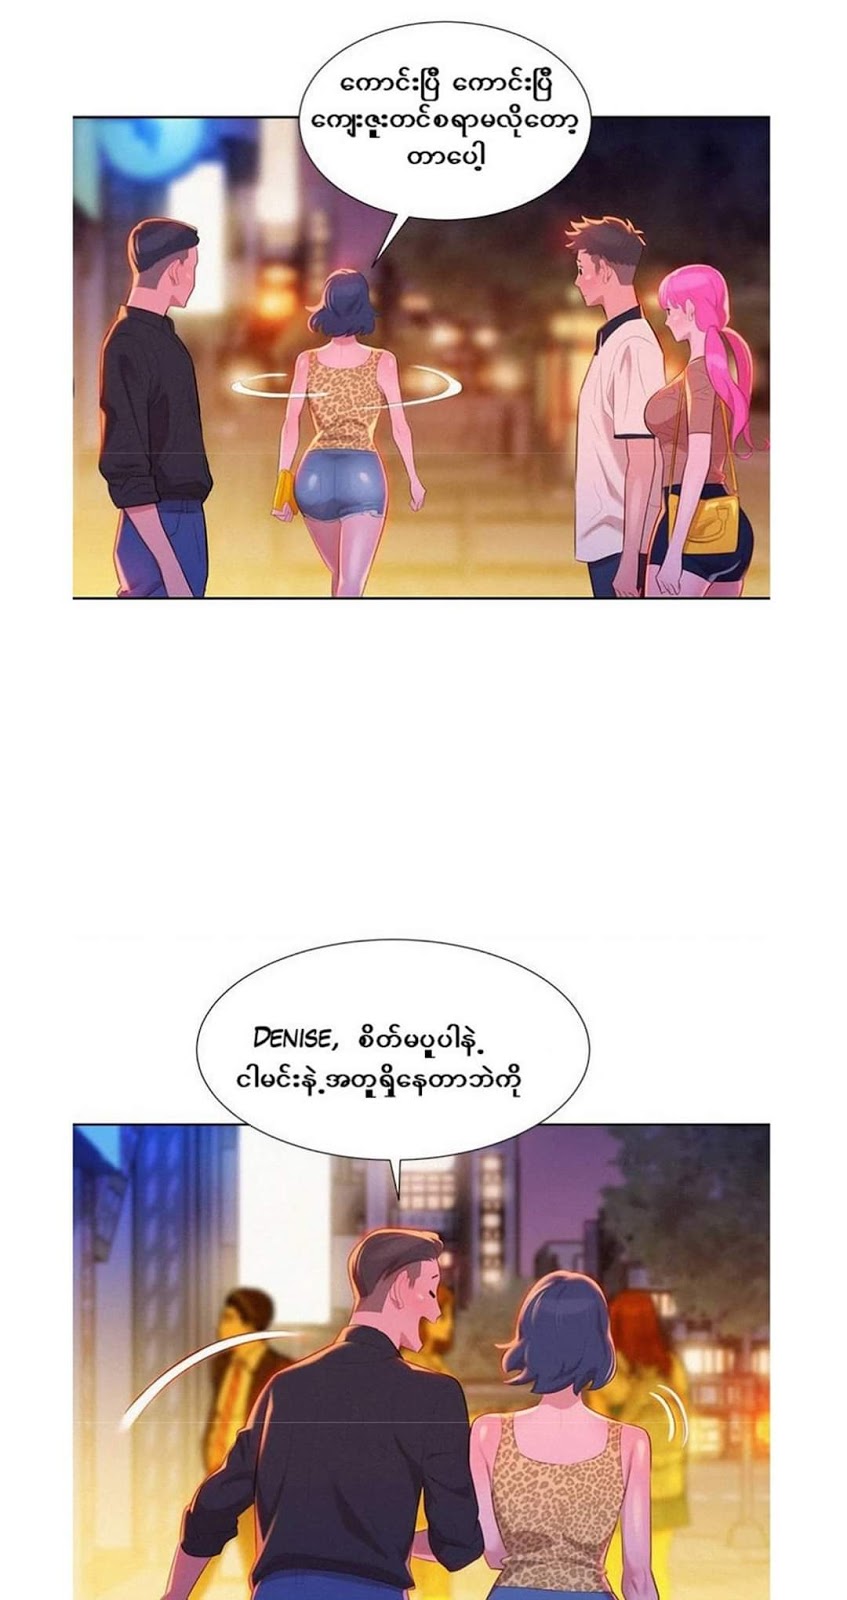 ကောင်းပြီ ကောင်းပြီ
ကျေးဇူးတင်စရာမလိုတော့
တာပေါ့
DENISE, စိတ်မပူပါနဲ့
ငါမင်းနဲ့အတူရှိနေတာဘဲကို